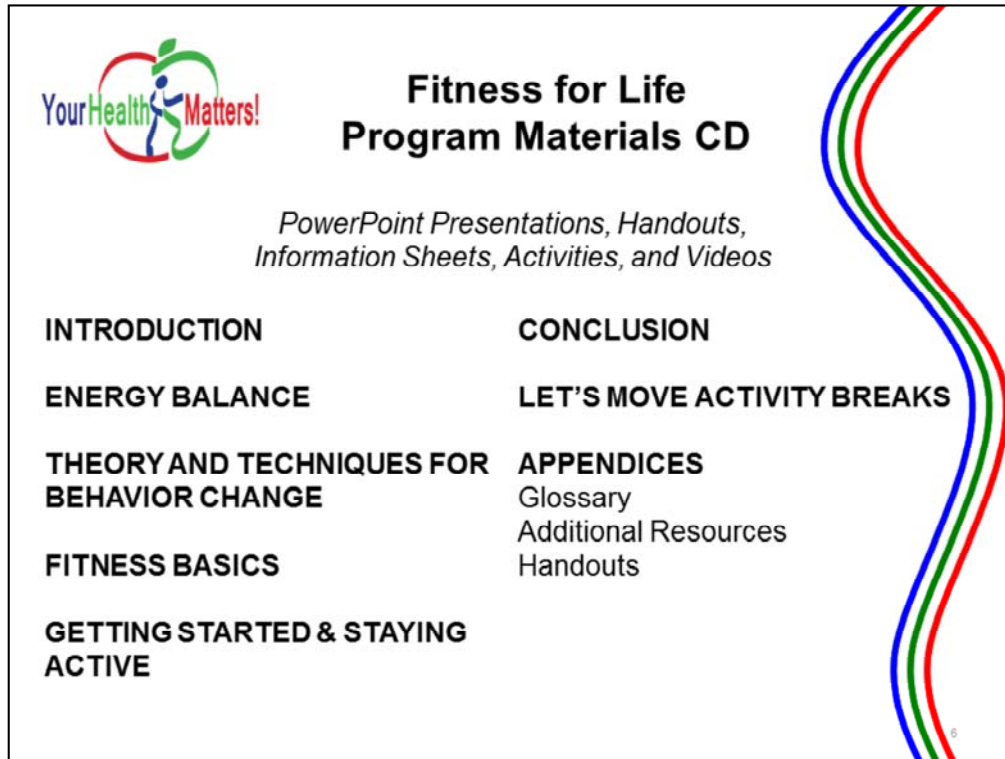 YourHealth Matters!
Fitness for Life
Program Materials CD
PowerPoint Presentations, Handouts,
Information Sheets, Activities, and Videos
INTRODUCTION
ENERGY BALANCE
THEORY AND TECHNIQUES FOR
BEHAVIOR CHANGE
FITNESS BASICS
GETTING STARTED & STAYING
ACTIVE
CONCLUSION
LET'S MOVE ACTIVITY BREAKS
APPENDICES
Glossary
Additional Resources
Handouts
6